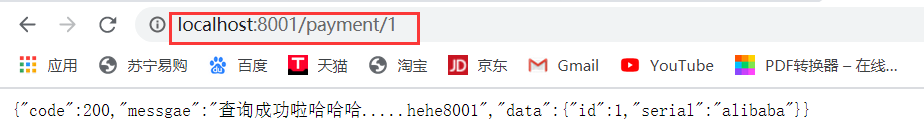 localhost:8001/payment/1
应用 苏宁易购 百度 天猫 淘宝 京东 Gmail YouTube PDF转换器 – 在线...
{"code":200,"messgae":"查询成功啦哈哈哈.....hehe8001","data":{"id":1,"serial":"alibaba"}}